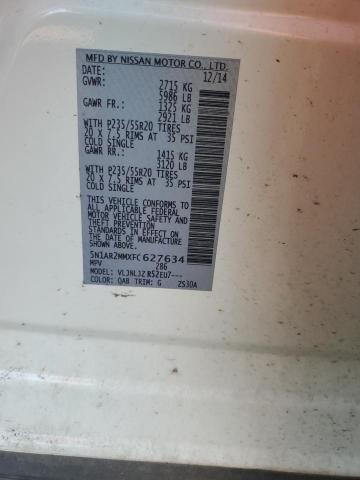 MFD BY NISSAN MOTOR CO., LTD.
DATE: 12/14
GVWR: 2715 KG
5986 LB
GAWR FR.: 1325 KG
2921 LB
WITH P235/55R20 TIRES
20 X 7.5 RIMS AT 35 PSI
COLD SINGLE
GAWR RR.: 1415 KG
3120 LB
WITH P235/55R20 TIRES
20 X 7.5 RIMS AT 35 PSI
COLD SINGLE
THIS VEHICLE CONFORMS
TO ALL APPLICABLE
FEDERAL MOTOR VEHICLE
SAFETY STANDARDS IN
EFFECT ON THE DATE OF
MANUFACTURE SHOWN ABOVE.
5N1AR2MMXFC627634
MPV 286
MODEL: VLJNLJZ R52EU7---
COLOR: QAB TRIM: G ZS30A